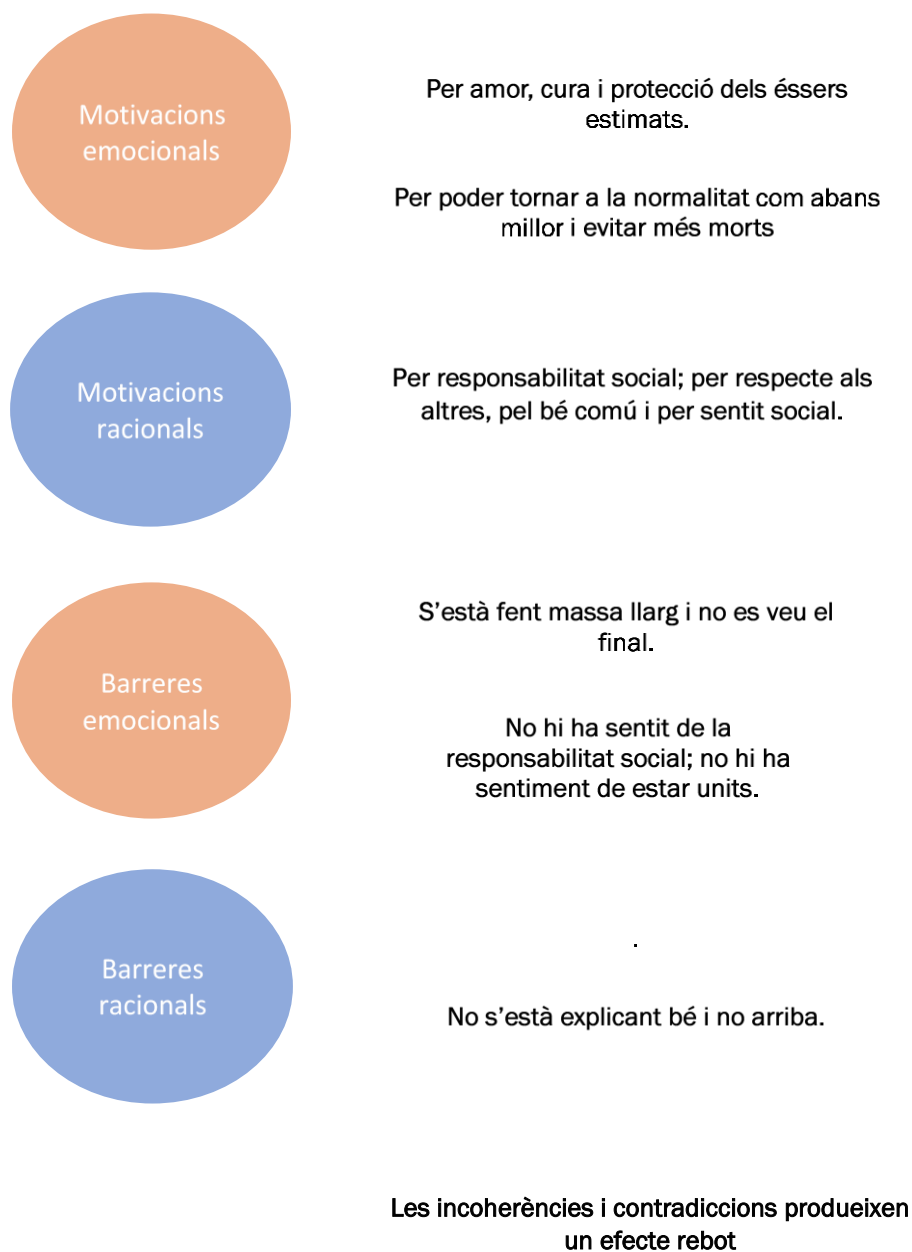 Motivacions
emocionals
Per amor, cura i protecció dels éssers
estimats.
Per poder tornar a la normalitat com abans
millor i evitar més morts
Motivacions
racionals
Per responsabilitat social; per respecte als
altres, pel bé comú i per sentit social.
Barreres
emocionals
S'està fent massa llarg i no es veu el
final.
No hi ha sentit de la
responsabilitat social; no hi ha
sentiment de estar units.
Barreres
racionals
.
No s'està explicant bé i no arriba.
Les incoherències i contradiccions produeixen
un efecte rebot